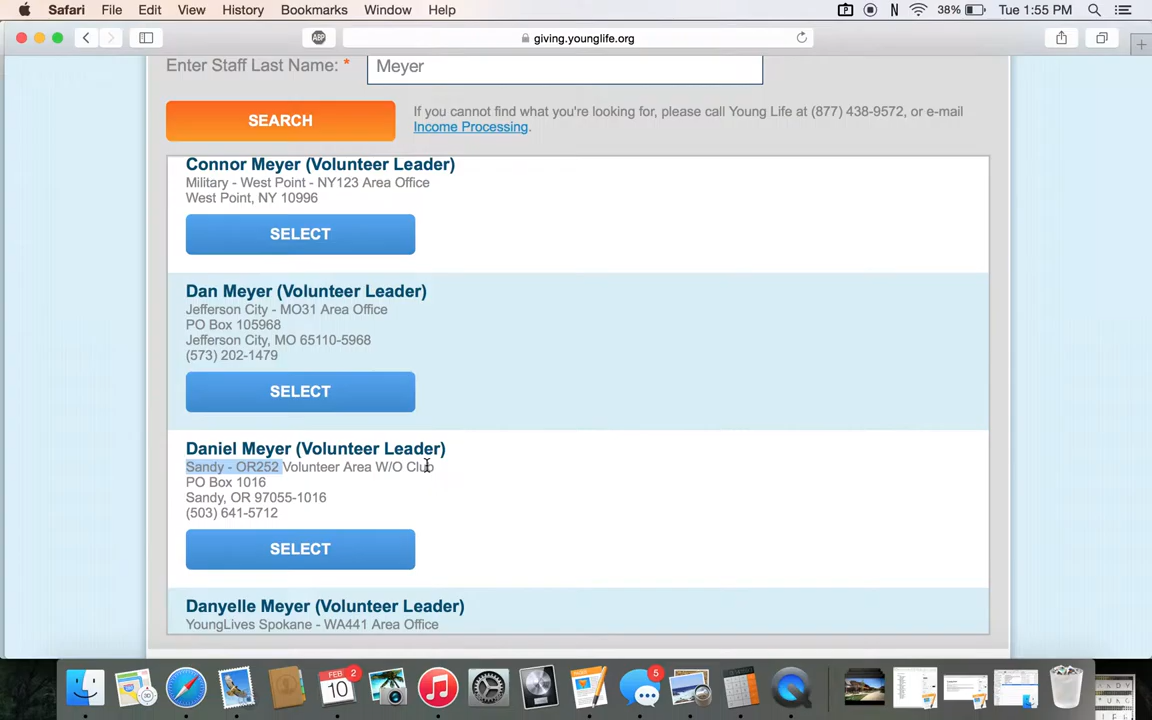 Safari File Edit View History Bookmarks Window Help 38% Tue 1:55 PM
ABP giving.younglife.org
Enter Staff Last Name: * Meyer
SEARCH
If you cannot find what you're looking for, please call Young Life at (877) 438-9572, or e-mail
Income Processing.
Connor Meyer (Volunteer Leader)
Military - West Point - NY123 Area Office
West Point, NY 10996
SELECT
Dan Meyer (Volunteer Leader)
Jefferson City - MO31 Area Office
PO Box 105968
Jefferson City, MO 65110-5968
(573) 202-1479
SELECT
Daniel Meyer (Volunteer Leader)
Sandy - OR252 Volunteer Area W/O Club
PO Box 1016
Sandy, OR 97055-1016
(503) 641-5712
SELECT
Danyelle Meyer (Volunteer Leader)
YoungLives Spokane - WA441 Area Office
3D
FEB
10
2
5